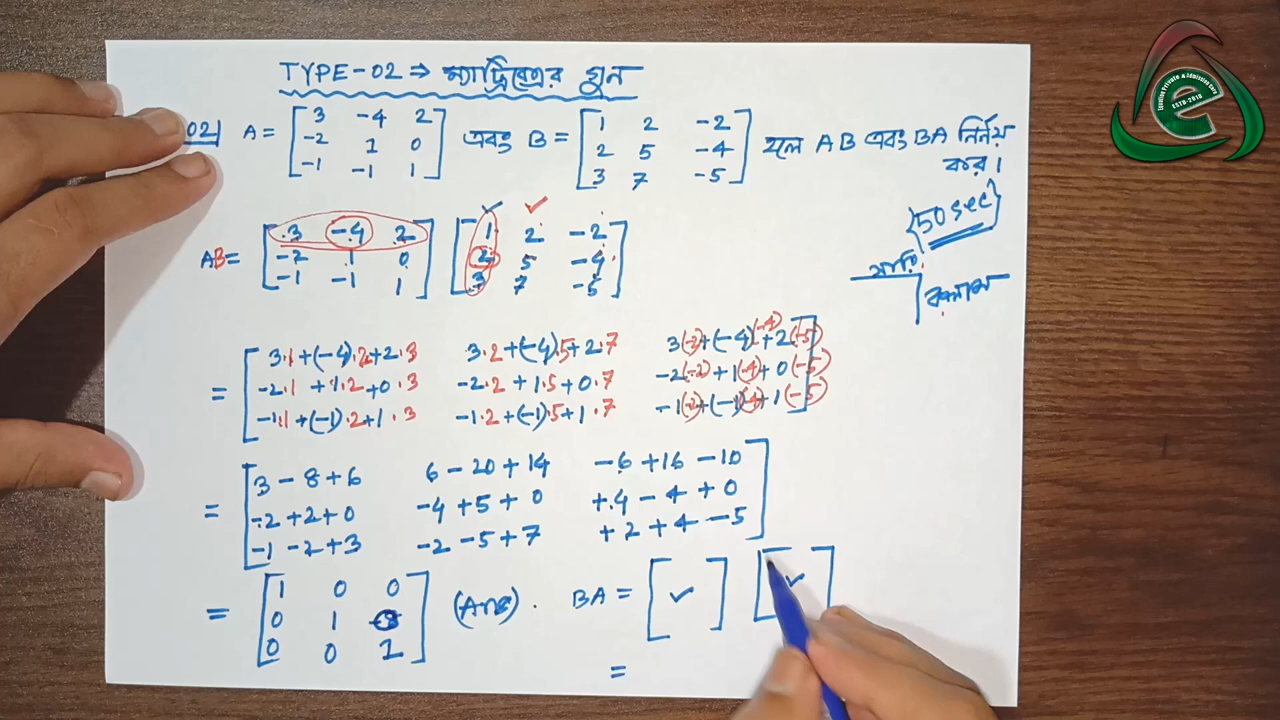 TYPE-02 ⇒ ম্যাট্রিক্সের গুন
02| A = [3 -4 2; -2 1 0; -1 -1 1] এবং B = [1 2 -2; 2 5 -4; 3 7 -5] হলে AB এবং BA নির্নয়
কর।
{50 sec}
সারি
কলাম
AB = [3 -4 2; -2 1 0; -1 -1 1] [1 2 -2; 2 5 -4; 3 7 -5]
= [3.1+(-4).2+2.3 3.2+(-4).5+2.7 3(-2)+(-4)(-4)+2(-5)
-2.1+1.2+0.3 -2.2+1.5+0.7 -2(-2)+1(-4)+0(-5)
-1.1+(-1).2+1.3 -1.2+(-1).5+1.7 -1(-2)+(-1)(-4)+1(-5)]
= [3-8+6 6-20+14 -6+16-10
-2+2+0 -4+5+0 +4-4+0
-1-2+3 -2-5+7 +2+4-5]
= [1 0 0; 0 1 0; 0 0 1] (Ans). BA = [✓] [✓]
=
e
ESTD-2018